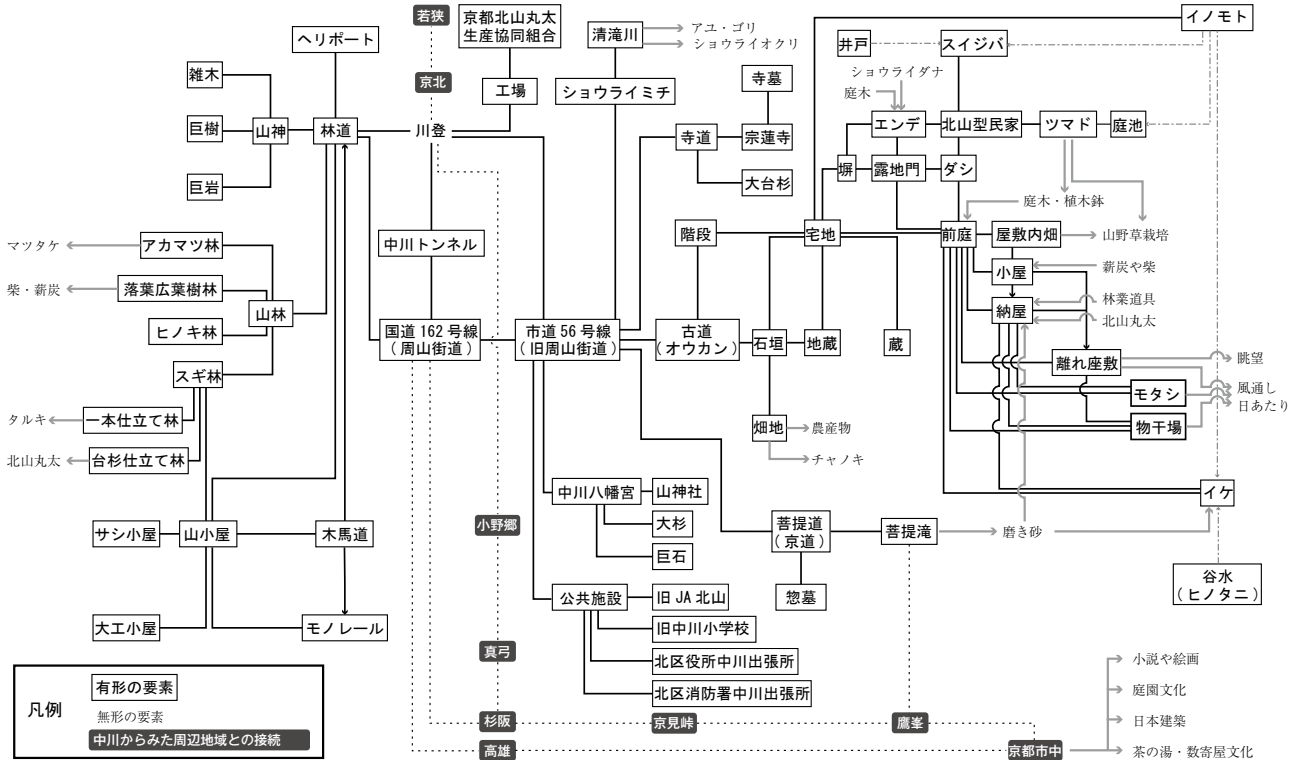 若狭
京都北山丸太
生産協同組合
清滝川
アユ・ゴリ
ショウライオクリ
イノモト
ヘリポート
井戸
スイジバ
雑木
京北
工場
ショウライミチ
寺墓
ショウライダナ
庭木
巨樹
山神
林道
川登
寺道
宗蓮寺
エンデ
北山型民家
ツマド
庭池
巨岩
大台杉
塀
露地門
ダシ
庭木・植木鉢
マツタケ
アカマツ林
中川トンネル
階段
宅地
前庭
屋敷内畑
山野草栽培
小屋
薪炭や柴
柴・薪炭
落葉広葉樹林
山林
納屋
林業道具
北山丸太
ヒノキ林
国道 162 号線
(周山街道)
市道 56 号線
(旧周山街道)
古道
(オウカン)
石垣
地蔵
蔵
離れ座敷
眺望
スギ林
モタシ
風通し
日あたり
タルキ
一本仕立て林
畑地
農産物
物干場
北山丸太
台杉仕立て林
チャノキ
中川八幡宮
山神社
イケ
サシ小屋
山小屋
木馬道
小野郷
大杉
菩提道
(京道)
菩提滝
磨き砂
巨石
谷水
(ヒノタニ)
公共施設
旧 JA 北山
惣墓
大工小屋
モノレール
旧中川小学校
真弓
北区役所中川出張所
小説や絵画
凡例
有形の要素
北区消防署中川出張所
庭園文化
無形の要素
杉阪
京見峠
鷹峯
日本建築
中川からみた周辺地域との接続
高雄
京都市中
茶の湯・数寄屋文化